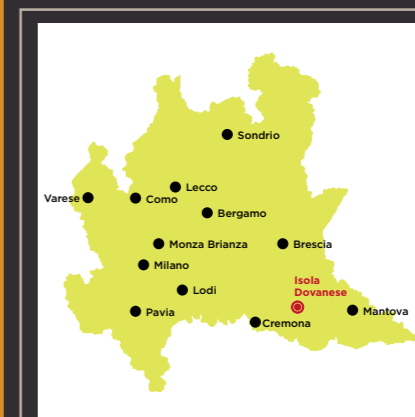 Sondrio
Lecco
Varese
Como
Bergamo
Monza Brianza
Brescia
Milano
Isola
Dovanese
Lodi
Pavia
Mantova
Cremona